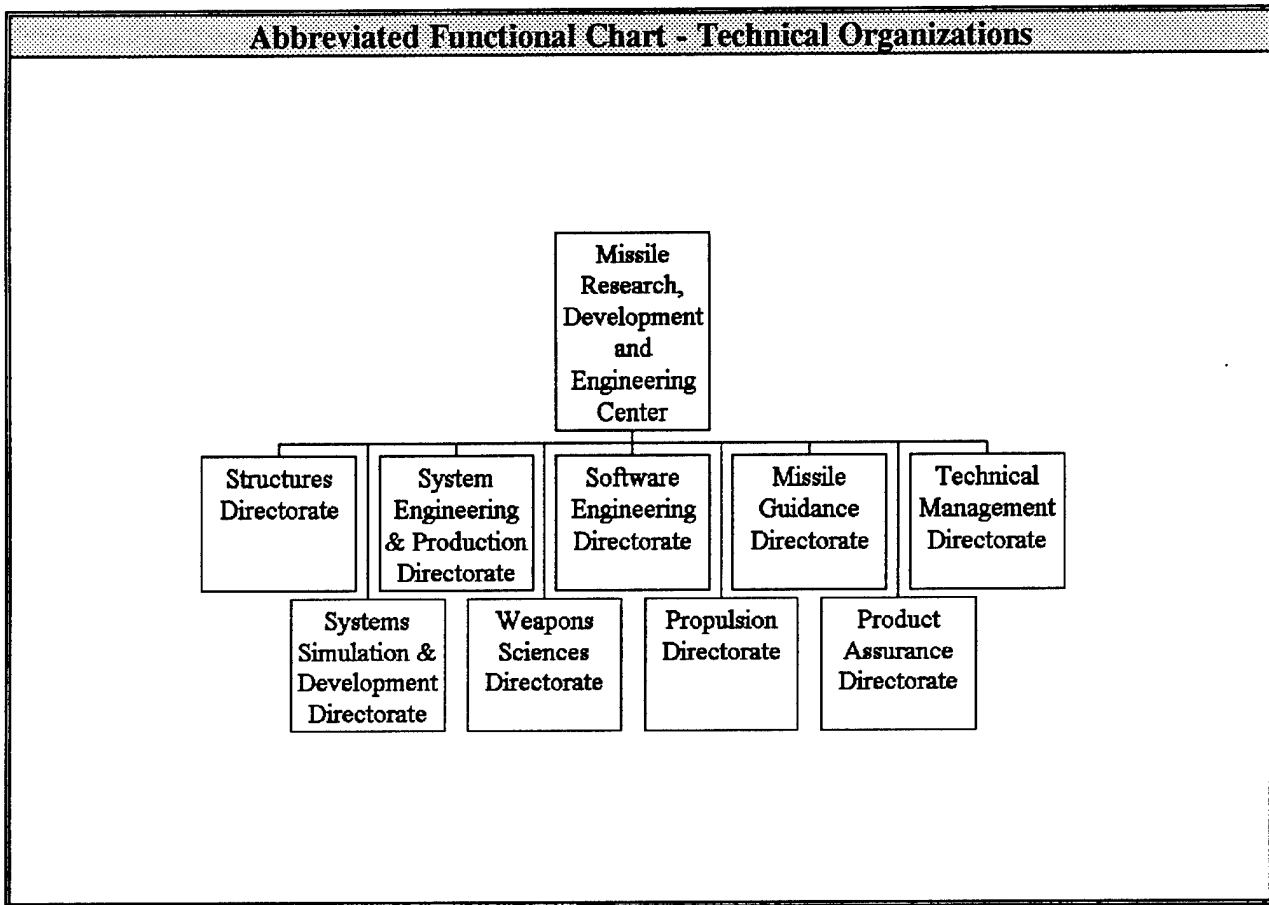 Abbreviated Functional Chart - Technical Organizations
Missile
Research,
Development
and
Engineering
Center
Structures
Directorate
System
Engineering
& Production
Directorate
Software
Engineering
Directorate
Missile
Guidance
Directorate
Technical
Management
Directorate
Systems
Simulation &
Development
Directorate
Weapons
Sciences
Directorate
Propulsion
Directorate
Product
Assurance
Directorate